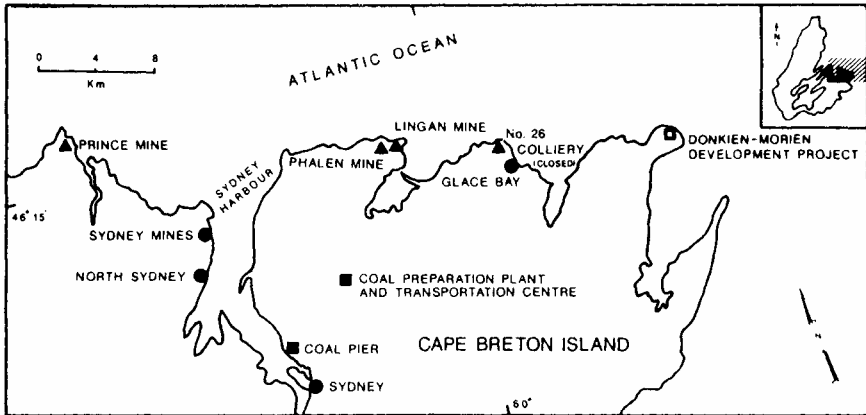 0 4 8
Km
ATLANTIC OCEAN
N
PRINCE MINE
SYDNEY
HARBOUR
LINGAN MINE
PHALEN MINE
No. 26
COLLIERY
(CLOSED)
GLACE BAY
DONKIEN-MORIEN
DEVELOPMENT PROJECT
46° 15'
SYDNEY MINES
NORTH SYDNEY
COAL PREPARATION PLANT
AND TRANSPORTATION CENTRE
COAL PIER
CAPE BRETON ISLAND
SYDNEY
60°
N